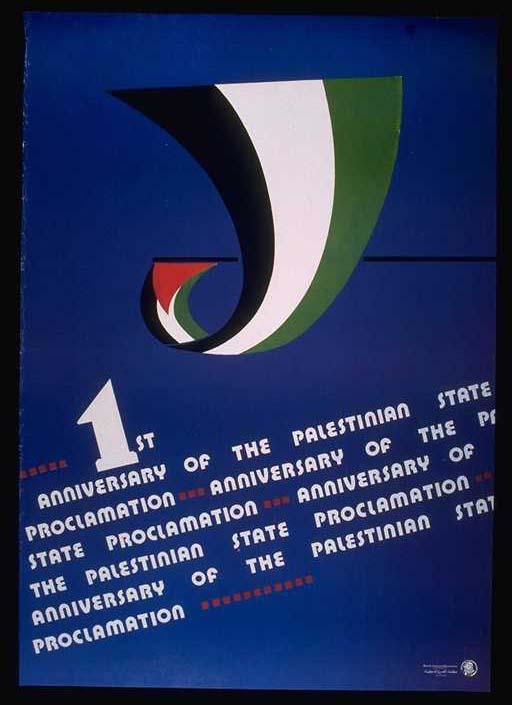 1ST
ANNIVERSARY OF THE PALESTINIAN STATE
PROCLAMATION ANNIVERSARY OF THE PA
STATE PROCLAMATION ANNIVERSARY OF
THE PALESTINIAN STATE PROCLAMATION
ANNIVERSARY OF THE PALESTINIAN STAT
PROCLAMATION